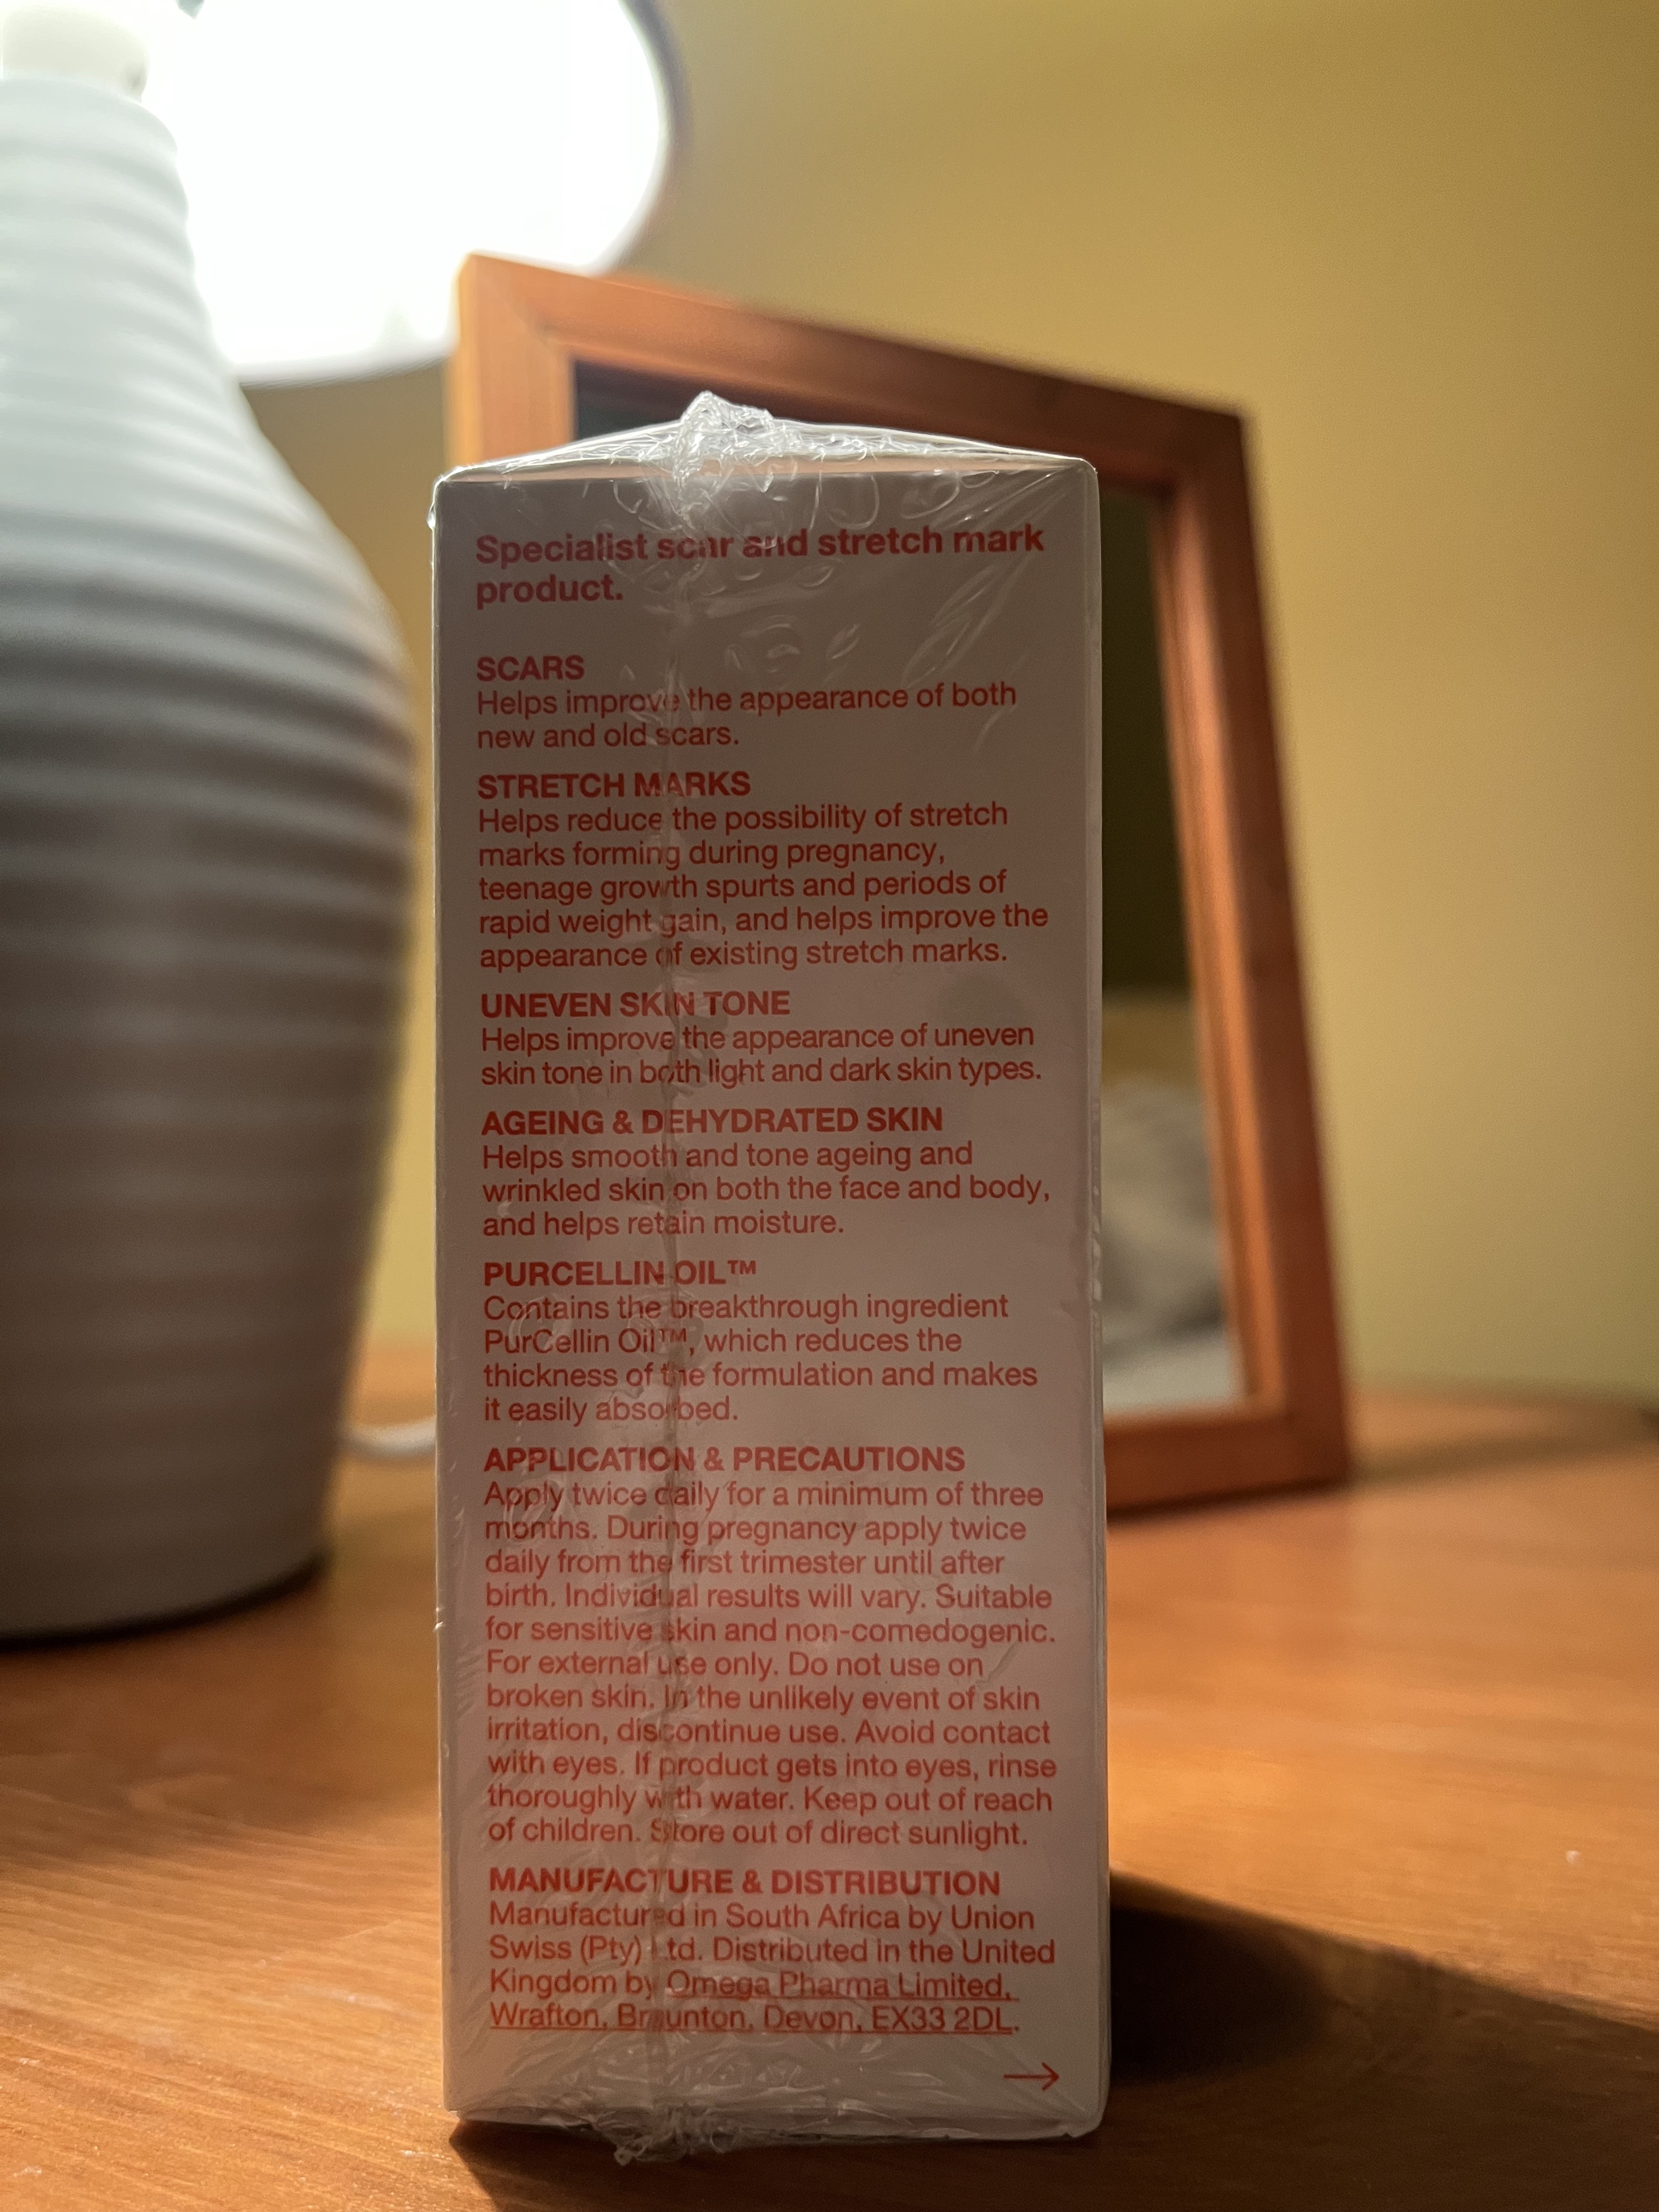 Specialist scar and stretch mark
product.
SCARS
Helps improve the appearance of both
new and old scars.
STRETCH MARKS
Helps reduce the possibility of stretch
marks forming during pregnancy,
teenage growth spurts and periods of
rapid weight gain, and helps improve the
appearance of existing stretch marks.
UNEVEN SKIN TONE
Helps improve the appearance of uneven
skin tone in both light and dark skin types.
AGEING & DEHYDRATED SKIN
Helps smooth and tone ageing and
wrinkled skin on both the face and body,
and helps retain moisture.
PURCELLIN OIL™
Contains the breakthrough ingredient
PurCellin Oil™, which reduces the
thickness of the formulation and makes
it easily absorbed.
APPLICATION & PRECAUTIONS
Apply twice daily for a minimum of three
months. During pregnancy apply twice
daily from the first trimester until after
birth. Individual results will vary. Suitable
for sensitive skin and non-comedogenic.
For external use only. Do not use on
broken skin. In the unlikely event of skin
irritation, discontinue use. Avoid contact
with eyes. If product gets into eyes, rinse
thoroughly with water. Keep out of reach
of children. Store out of direct sunlight.
MANUFACTURE & DISTRIBUTION
Manufactured in South Africa by Union
Swiss (Pty) Ltd. Distributed in the United
Kingdom by Omega Pharma Limited,
Wrafton, Braunton, Devon, EX33 2DL.